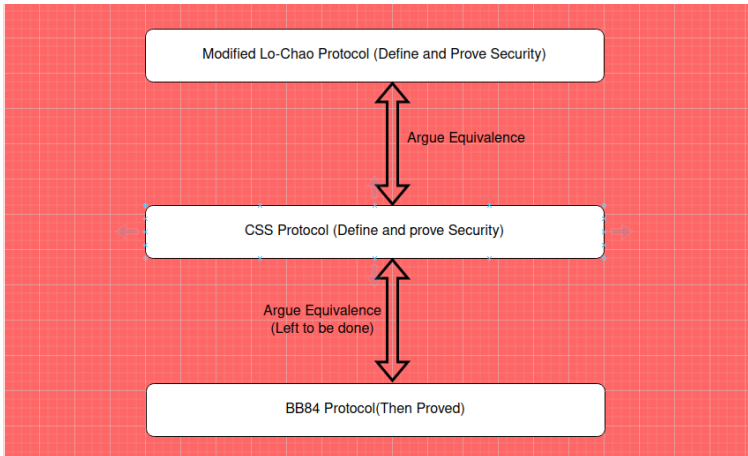 Modified Lo-Chao Protocol (Define and Prove Security)
Argue Equivalence
CSS Protocol (Define and prove Security)
Argue Equivalence
(Left to be done)
BB84 Protocol(Then Proved)